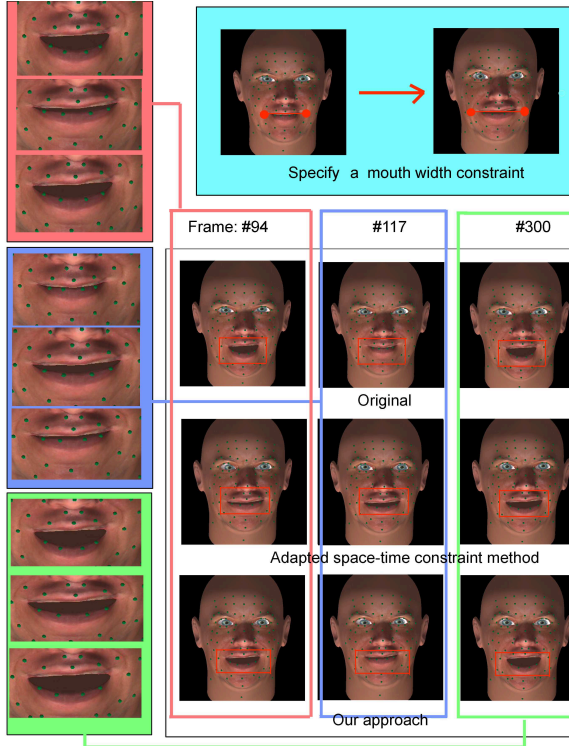 Specify a mouth width constraint
Frame: #94 #117 #300
Original
Adapted space-time constraint method
Our approach